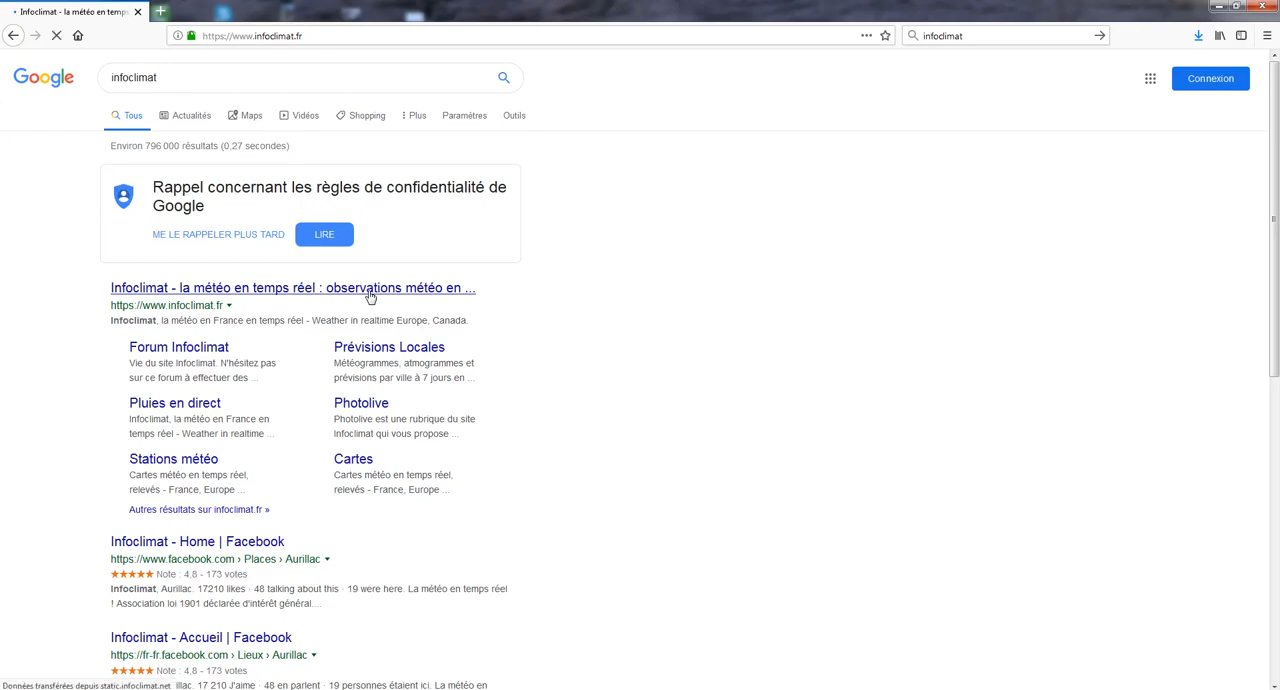 Infoclimat - la météo en temps
https://www.infoclimat.fr
infoclimat
Google
infoclimat
Connexion
Tous
Actualités
Maps
Vidéos
Shopping
Plus
Paramètres
Outils
Environ 796 000 résultats (0,27 secondes)
Rappel concernant les règles de confidentialité de
Google
ME LE RAPPELER PLUS TARD
LIRE
Infoclimat - la météo en temps réel : observations météo en ...
https://www.infoclimat.fr
Infoclimat, la météo en France en temps réel - Weather in realtime Europe, Canada.
Forum Infoclimat
Vie du site Infoclimat. N'hésitez pas
sur ce forum à effectuer des ...
Prévisions Locales
Météogrammes, atmogrammes et
prévisions par ville à 7 jours en ...
Pluies en direct
Infoclimat, la météo en France en
temps réel - Weather in realtime ...
Photolive
Photolive est une rubrique du site
Infoclimat qui vous propose ...
Stations météo
Cartes météo en temps réel,
relevés - France, Europe ...
Cartes
Cartes météo en temps réel,
relevés - France, Europe ...
Autres résultats sur infoclimat.fr »
Infoclimat - Home | Facebook
https://www.facebook.com › Places › Aurillac
Note : 4,8 - 173 votes
Infoclimat, Aurillac. 17210 likes · 48 talking about this · 19 were here. La météo en temps réel
! Association loi 1901 déclarée d'intérêt général....
Infoclimat - Accueil | Facebook
https://fr-fr.facebook.com › Lieux › Aurillac
Note : 4,8 - 173 votes
Données transférées depuis static.infoclimat.net
illac. 17 210 J'aime · 48 en parlent · 19 personnes étaient ici. La météo en